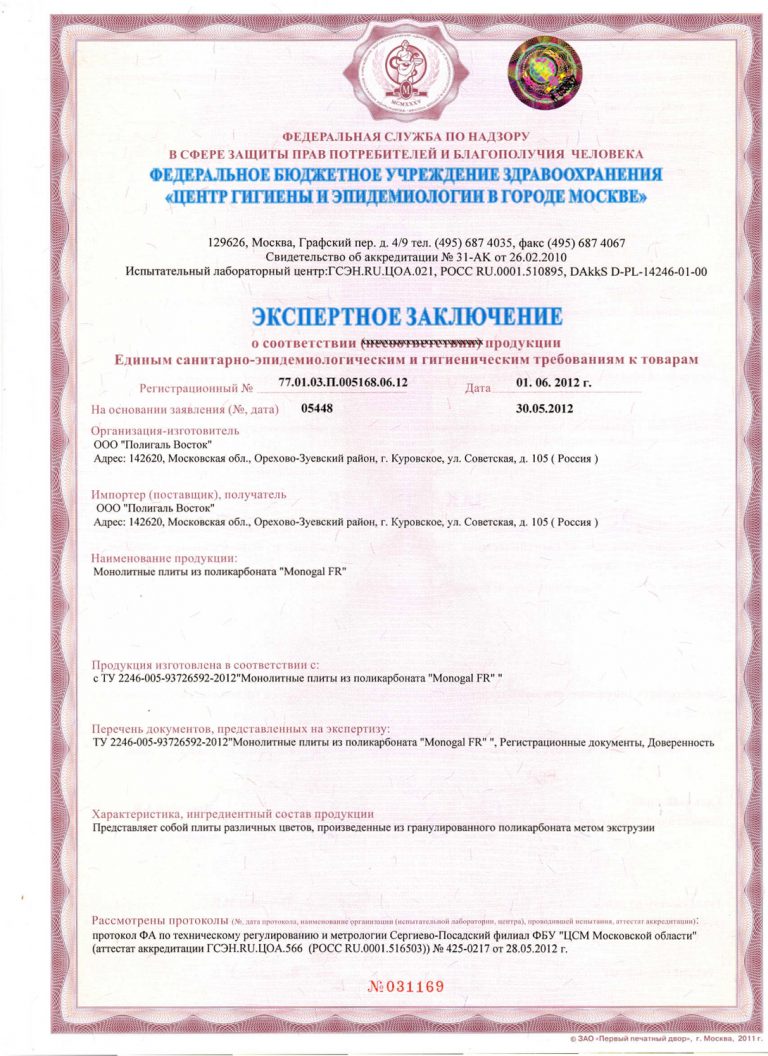 MCMXXXV
ФЕДЕРАЛЬНАЯ СЛУЖБА ПО НАДЗОРУ
В СФЕРЕ ЗАЩИТЫ ПРАВ ПОТРЕБИТЕЛЕЙ И БЛАГОПОЛУЧИЯ ЧЕЛОВЕКА
ФЕДЕРАЛЬНОЕ БЮДЖЕТНОЕ УЧРЕЖДЕНИЕ ЗДРАВООХРАНЕНИЯ
«ЦЕНТР ГИГИЕНЫ И ЭПИДЕМИОЛОГИИ В ГОРОДЕ МОСКВЕ»
129626, Москва, Графский пер. д. 4/9 тел. (495) 687 4035, факс (495) 687 4067
Свидетельство об аккредитации № 31-АК от 26.02.2010
Испытательный лабораторный центр:ГСЭН.RU.ЦОА.021, РОСС RU.0001.510895, DAkkS D-PL-14246-01-00
ЭКСПЕРТНОЕ ЗАКЛЮЧЕНИЕ
о соответствии (несоответствии) продукции
Единым санитарно-эпидемиологическим и гигиеническим требованиям к товарам
Регистрационный № 77.01.03.П.005168.06.12 Дата 01. 06. 2012 г.
На основании заявления (№, дата) 05448 30.05.2012
Организация-изготовитель
ООО "Полигаль Восток"
Адрес: 142620, Московская обл., Орехово-Зуевский район, г. Куровское, ул. Советская, д. 105 ( Россия )
Импортер (поставщик), получатель
ООО "Полигаль Восток"
Адрес: 142620, Московская обл., Орехово-Зуевский район, г. Куровское, ул. Советская, д. 105 ( Россия )
Наименование продукции:
Монолитные плиты из поликарбоната "Monogal FR"
Продукция изготовлена в соответствии с:
с ТУ 2246-005-93726592-2012"Монолитные плиты из поликарбоната "Monogal FR" "
Перечень документов, представленных на экспертизу:
ТУ 2246-005-93726592-2012"Монолитные плиты из поликарбоната "Monogal FR" ", Регистрационные документы, Доверенность
Характеристика, ингредиентный состав продукции
Представляет собой плиты различных цветов, произведенные из гранулированного поликарбоната метом экструзии
Рассмотрены протоколы (№, дата протокола, наименование организации (испытательной лаборатории, центра), проводившей испытания, аттестат аккредитации):
протокол ФА по техническому регулированию и метрологии Сергиево-Посадский филиал ФБУ "ЦСМ Московской области"
(аттестат аккредитации ГСЭН.RU.ЦОА.566 (РОСС RU.0001.516503)) № 425-0217 от 28.05.2012 г.
№031169
© ЗАО «Первый печатный двор», г. Москва, 2011 г.